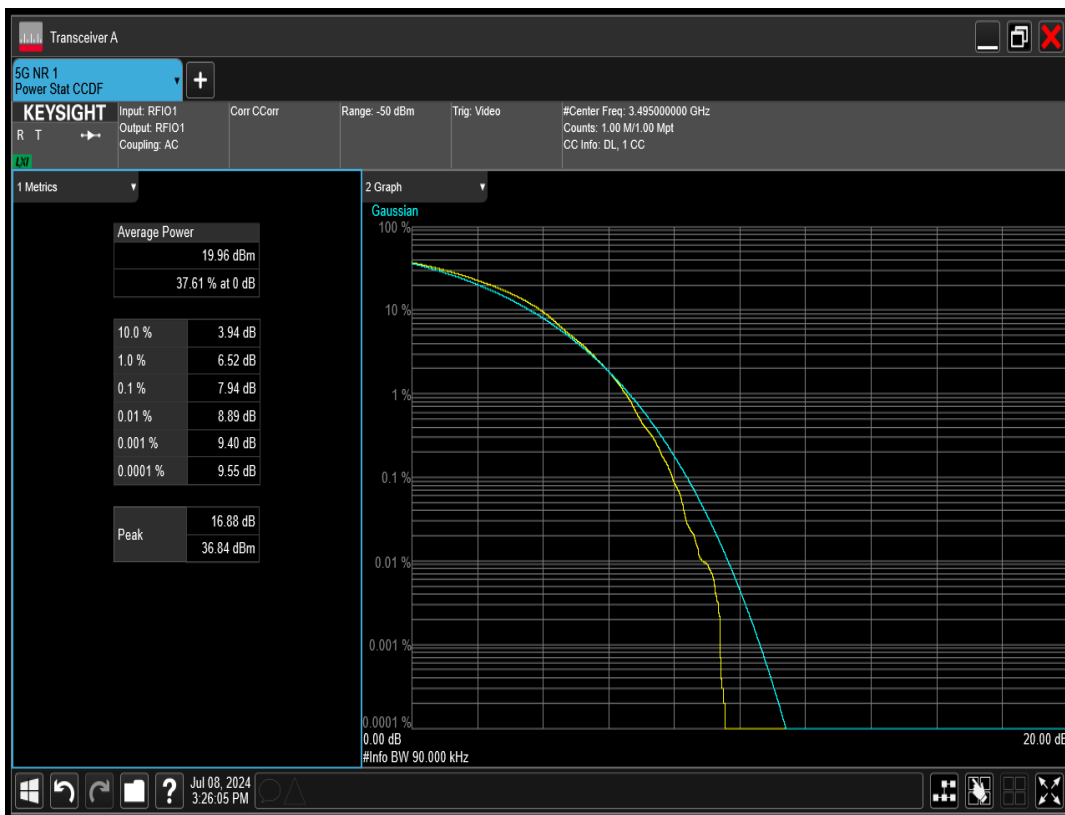 Transceiver A
5G NR 1
Power Stat CCDF
+
KEYSIGHT
R T
LXI
Input: RFIO1
Output: RFIO1
Coupling: AC
Corr CCorr
Range: -50 dBm
Trig: Video
#Center Freq: 3.495000000 GHz
Counts: 1.00 M/1.00 Mpt
CC Info: DL, 1 CC
1 Metrics
Average Power
19.96 dBm
37.61 % at 0 dB
10.0 % 3.94 dB
1.0 % 6.52 dB
0.1 % 7.94 dB
0.01 % 8.89 dB
0.001 % 9.40 dB
0.0001 % 9.55 dB
Peak
16.88 dB
36.84 dBm
2 Graph
Gaussian
100 %
10 %
1 %
0.1 %
0.01 %
0.001 %
0.0001 %
0.00 dB
20.00 dB
#Info BW 90.000 kHz
?
Jul 08, 2024
3:26:05 PM